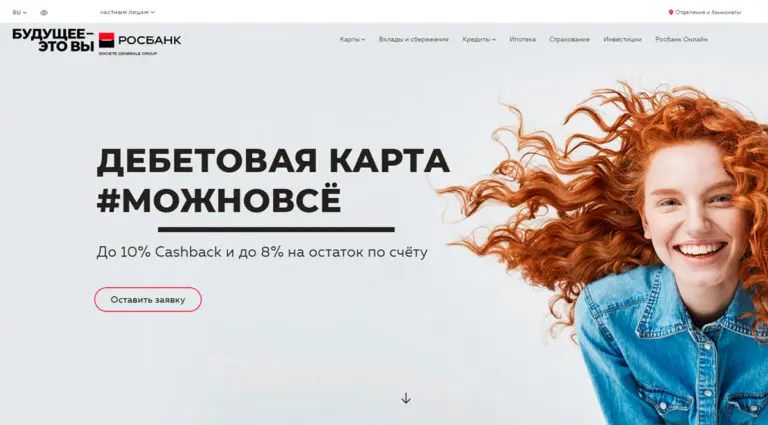 RU
ЧАСТНЫМ ЛИЦАМ
Отделения и банкоматы
БУДУЩЕЕ–
ЭТО ВЫ
РОСБАНК
SOCIETE GENERALE GROUP
Карты
Вклады и сбережения
Кредиты
Ипотека
Страхование
Инвестиции
Росбанк Онлайн
ДЕБЕТОВАЯ КАРТА
#МОЖНОВСЁ
До 10% Cashback и до 8% на остаток по счёту
Оставить заявку